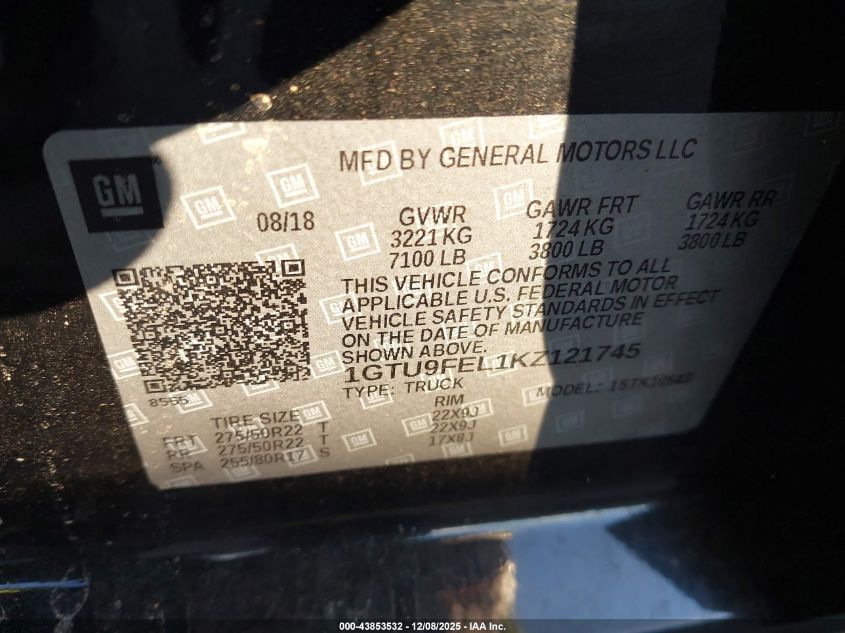 MFD BY GENERAL MOTORS LLC
GM
08/18
GVWR GAWR FRT GAWR RR
3221 KG 1724 KG 1724 KG
7100 LB 3800 LB 3800 LB
THIS VEHICLE CONFORMS TO ALL
APPLICABLE U.S. FEDERAL MOTOR
VEHICLE SAFETY STANDARDS IN EFFECT
ON THE DATE OF MANUFACTURE
SHOWN ABOVE.
1GTU9FEL1KZ121745
TYPE: TRUCK MODEL:
8555
TIRE SIZE RIM
FRT 275/50R22 T 22X9J
RR 275/50R22 T 22X9J
SPA 255/80R17 S 17X8J
000-43853532 - 12/08/2025 - IAA Inc.